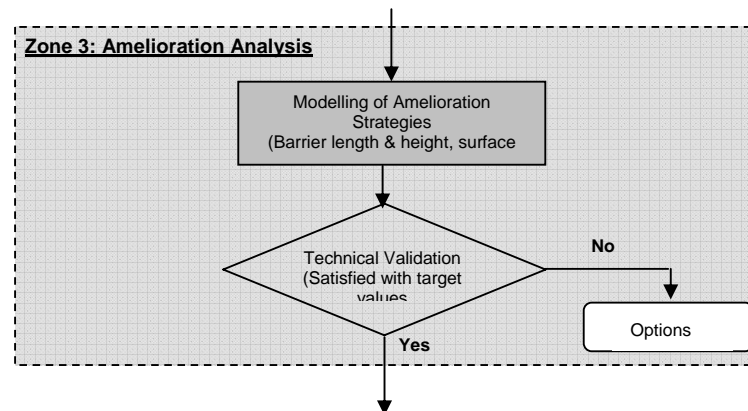 Zone 3: Amelioration Analysis
Modelling of Amelioration
Strategies
(Barrier length & height, surface
Technical Validation
(Satisfied with target
values
No
Options
Yes